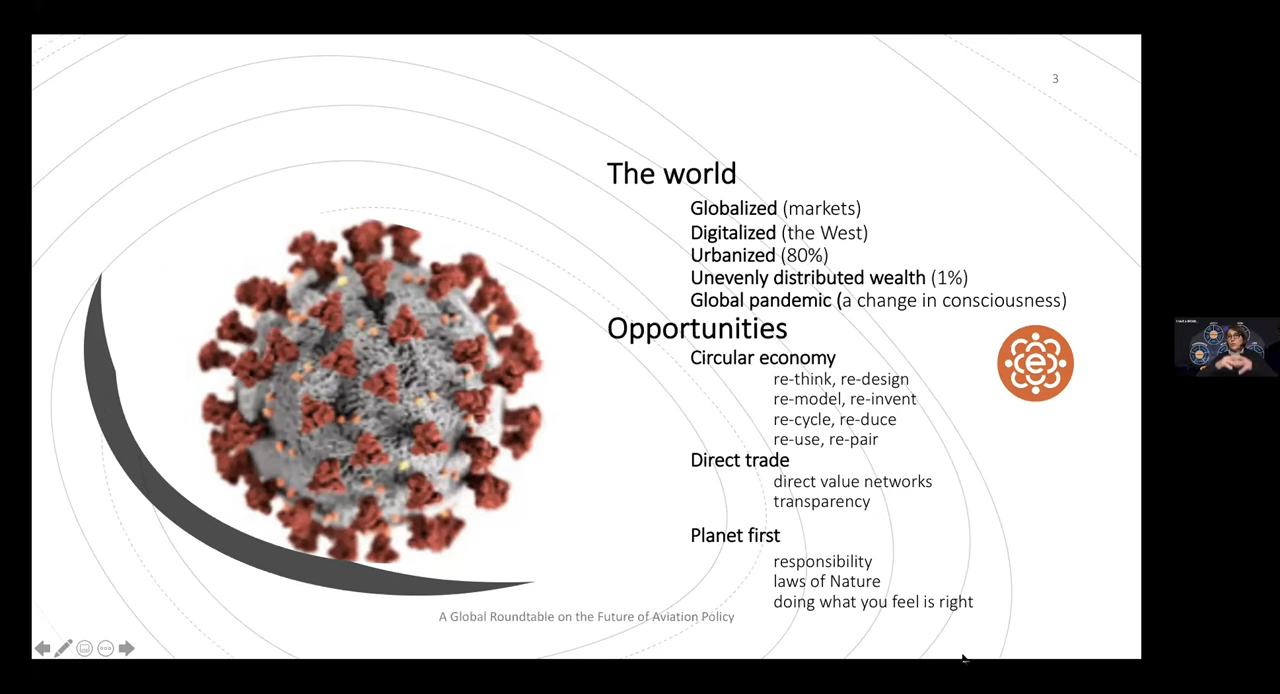 3
The world
Globalized (markets)
Digitalized (the West)
Urbanized (80%)
Unevenly distributed wealth (1%)
Global pandemic (a change in consciousness)
Opportunities
Circular economy
re-think, re-design
re-model, re-invent
re-cycle, re-duce
re-use, re-pair
Direct trade
direct value networks
transparency
Planet first
responsibility
laws of Nature
doing what you feel is right
e
A Global Roundtable on the Future of Aviation Policy